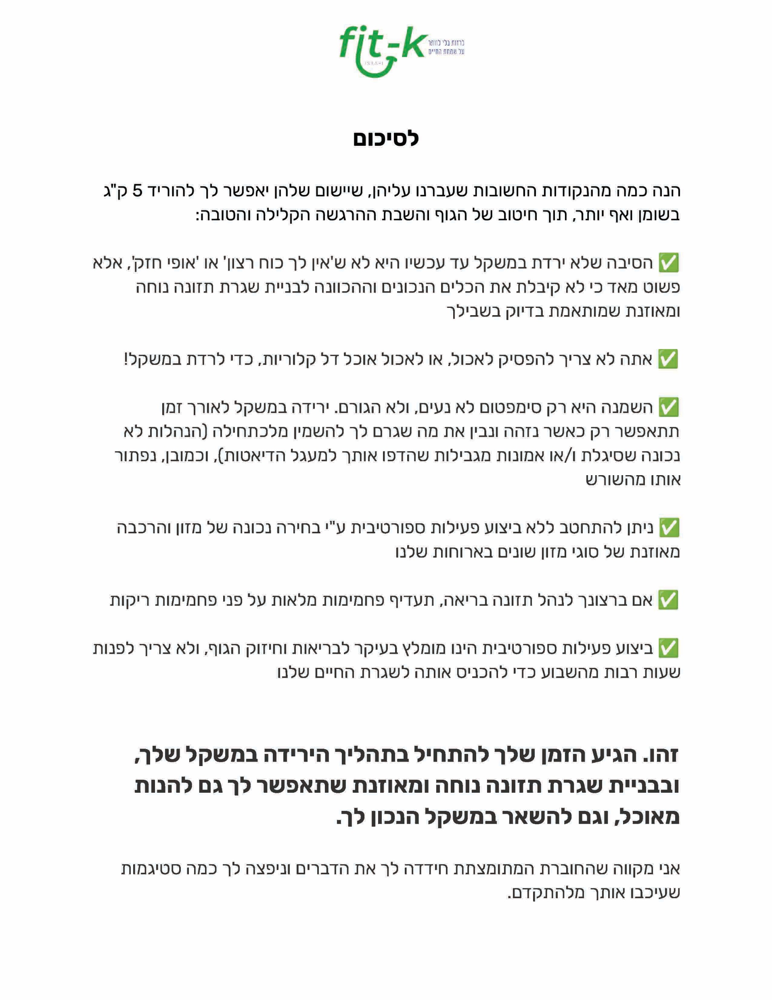 fit-k
לרזות בלי לוותר
על שמחת החיים
ISRAEL
לסיכום
הנה כמה מהנקודות החשובות שעברנו עליהן, שיישום שלהן יאפשר לך להוריד 5 ק"ג
בשומן ואף יותר, תוך חיטוב של הגוף והשבת ההרגשה הקלילה והטובה:
✅ הסיבה שלא ירדת במשקל עד עכשיו היא לא ש'אין לך כוח רצון' או 'אופי חזק', אלא
פשוט מאד כי לא קיבלת את הכלים הנכונים וההכוונה לבניית שגרת תזונה נוחה
ומאוזנת שמותאמת בדיוק בשבילך
✅ אתה לא צריך להפסיק לאכול, או לאכול אוכל דל קלוריות, כדי לרדת במשקל!
✅ השמנה היא רק סימפטום לא נעים, ולא הגורם. ירידה במשקל לאורך זמן
תתאפשר רק כאשר נזהה ונבין את מה שגרם לך להשמין מלכתחילה (הנהלות לא
נכונה שסיגלת ו/או אמונות מגבילות שהדפו אותך למעגל הדיאטות), וכמובן, נפתור
אותו מהשורש
✅ ניתן להתחטב ללא ביצוע פעילות ספורטיבית ע"י בחירה נכונה של מזון והרכבה
מאוזנת של סוגי מזון שונים בארוחות שלנו
✅ אם ברצונך לנהל תזונה בריאה, תעדיף פחמימות מלאות על פני פחמימות ריקות
✅ ביצוע פעילות ספורטיבית הינו מומלץ בעיקר לבריאות וחיזוק הגוף, ולא צריך לפנות
שעות רבות מהשבוע כדי להכניס אותה לשגרת החיים שלנו
זהו. הגיע הזמן שלך להתחיל בתהליך הירידה במשקל שלך,
ובבניית שגרת תזונה נוחה ומאוזנת שתאפשר לך גם להנות
מאוכל, וגם להשאר במשקל הנכון לך.
אני מקווה שהחוברת המתומצתת חידדה לך את הדברים וניפצה לך כמה סטיגמות
שעיכבו אותך מלהתקדם.